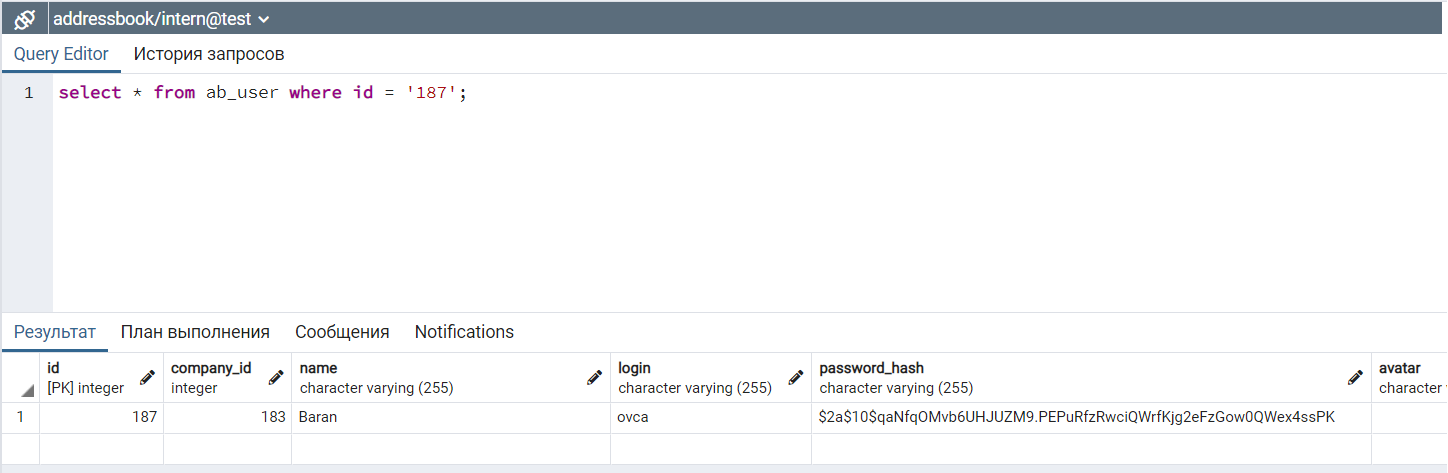 addressbook/intern@test
Query Editor История запросов
1 select * from ab_user where id = '187';
Результат План выполнения Сообщения Notifications
id company_id name login password_hash avatar
[PK] integer integer character varying (255) character varying (255) character varying (255) character
1 187 183 Baran ovca $2a$10$qaNfqOMvb6UHJUZM9.PEPuRfzRwciQWrfKjg2eFzGow0QWex4ssPK